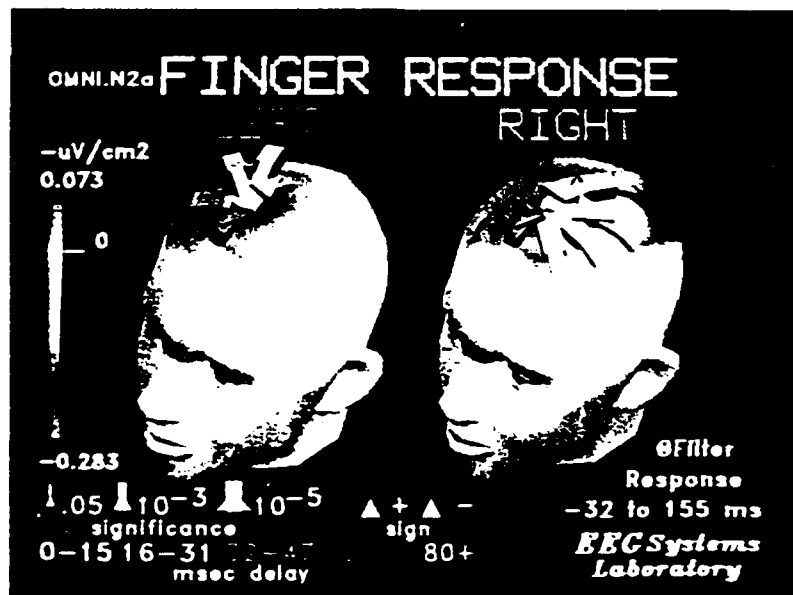 OMNI.N2a FINGER RESPONSE
RIGHT
-uV/cm2
0.073
0
-0.283
θFilter
Response
-32 to 155 ms
.05 10-3 10-5
significance
+ -
sign
0-15 16-31 80+
msec delay
EEG Systems
Laboratory